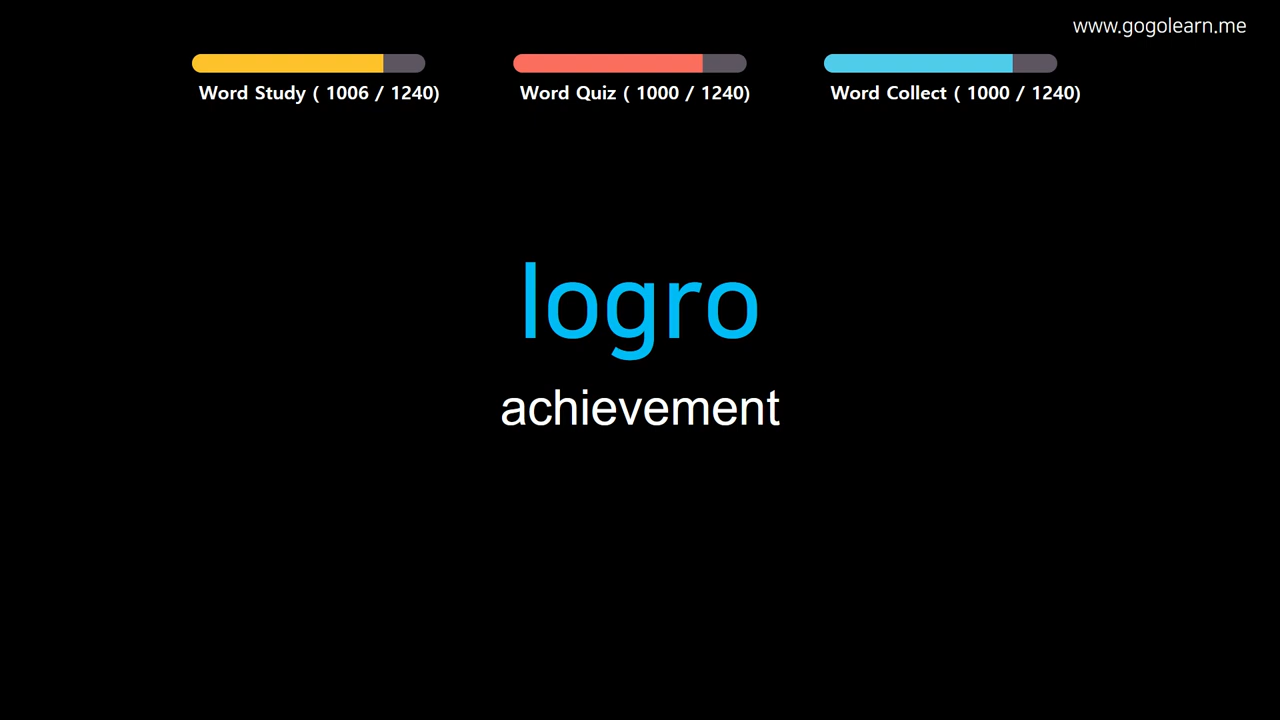 www.gogolearn.me
Word Study ( 1006 / 1240)
Word Quiz ( 1000 / 1240)
Word Collect ( 1000 / 1240)
logro
achievement